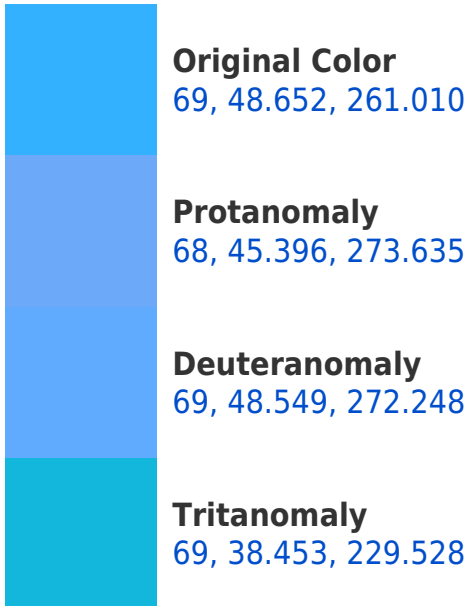 Original Color
69, 48.652, 261.010
Protanomaly
68, 45.396, 273.635
Deuteranomaly
69, 48.549, 272.248
Tritanomaly
69, 38.453, 229.528